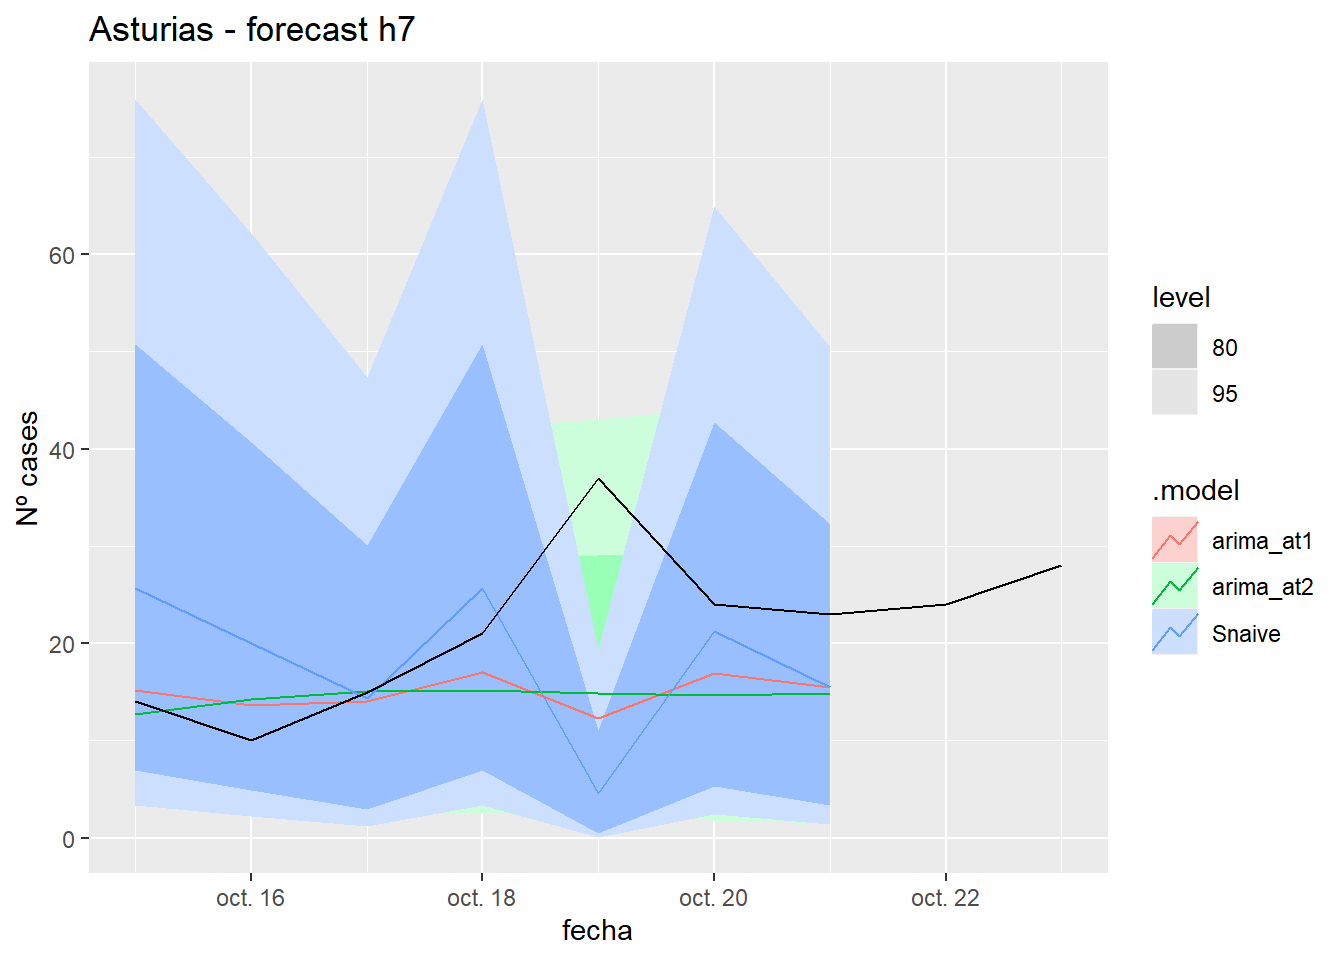 Asturias - forecast h7
Nº cases
60
40
20
0
oct. 16
oct. 18
oct. 20
oct. 22
fecha
level
80
95
.model
arima_at1
arima_at2
Snaive